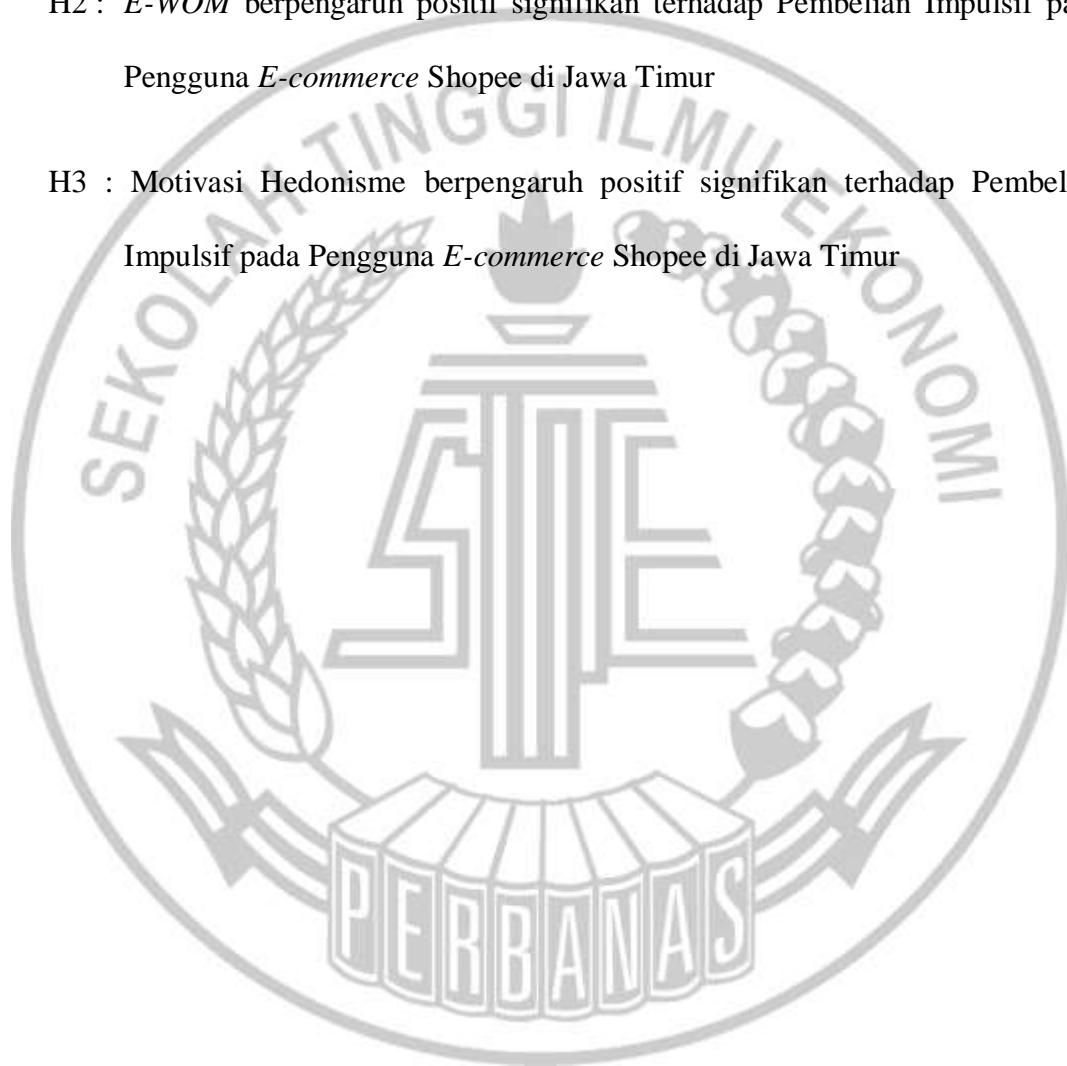 H2 : E-WOM berpengaruh positif signifikan terhadap Pembelian Impulsif
Pengguna E-commerce Shopee di Jawa Timur
H3 : Motivasi Hedonisme berpengaruh positif signifikan terhadap Pembel
Impulsif pada Pengguna E-commerce Shopee di Jawa Timur
SEKOLAH TINGGI ILMU EKONOMI
STIE
PERBANAS